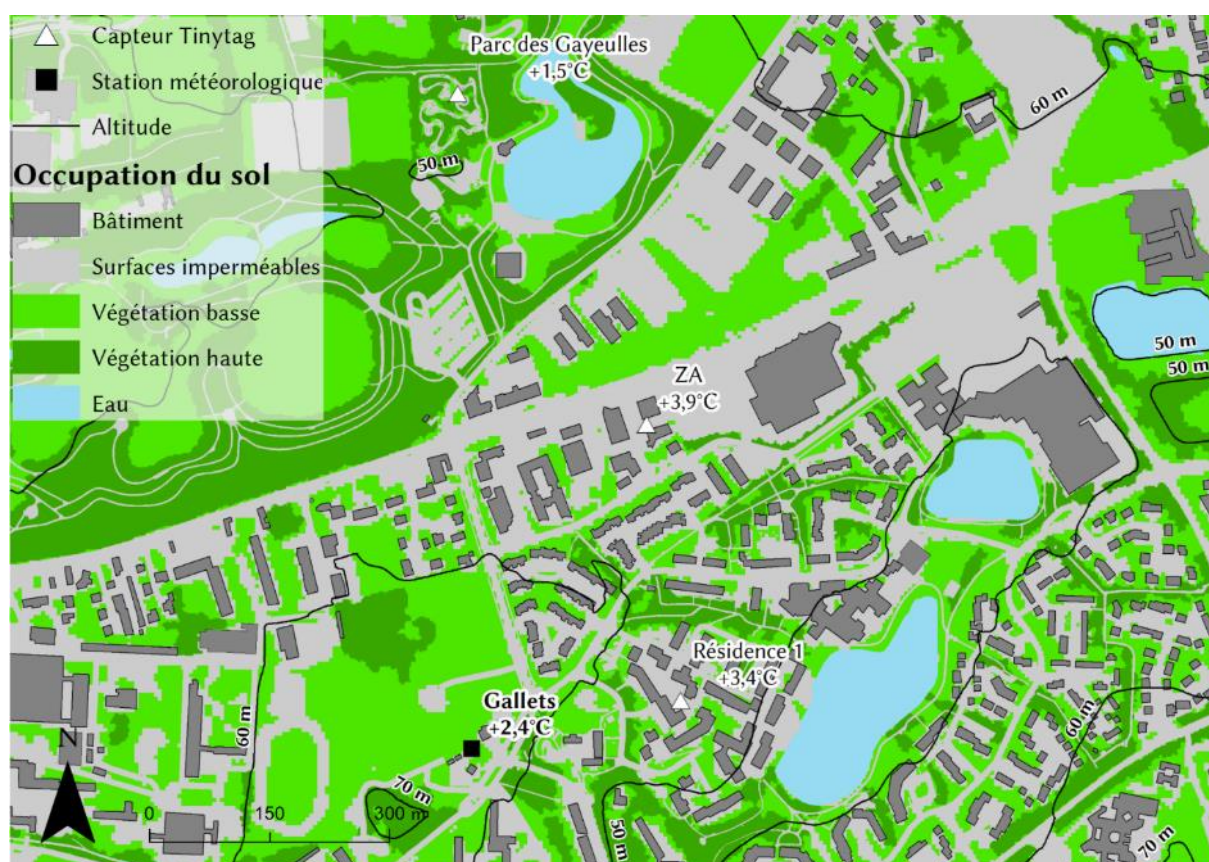 Capteur Tinytag
Station météorologique
Altitude
Occupation du sol
Bâtiment
Surfaces imperméables
Végétation basse
Végétation haute
Eau
Parc des Gayeulles
+1,5°C
60 m
50 m
50 m
50 m
ZA
+3,9°C
Résidence 1
+3,4°C
Gallets
+2,4°C
60 m
60 m
70 m
50 m
70 m
N
0 150 300 m